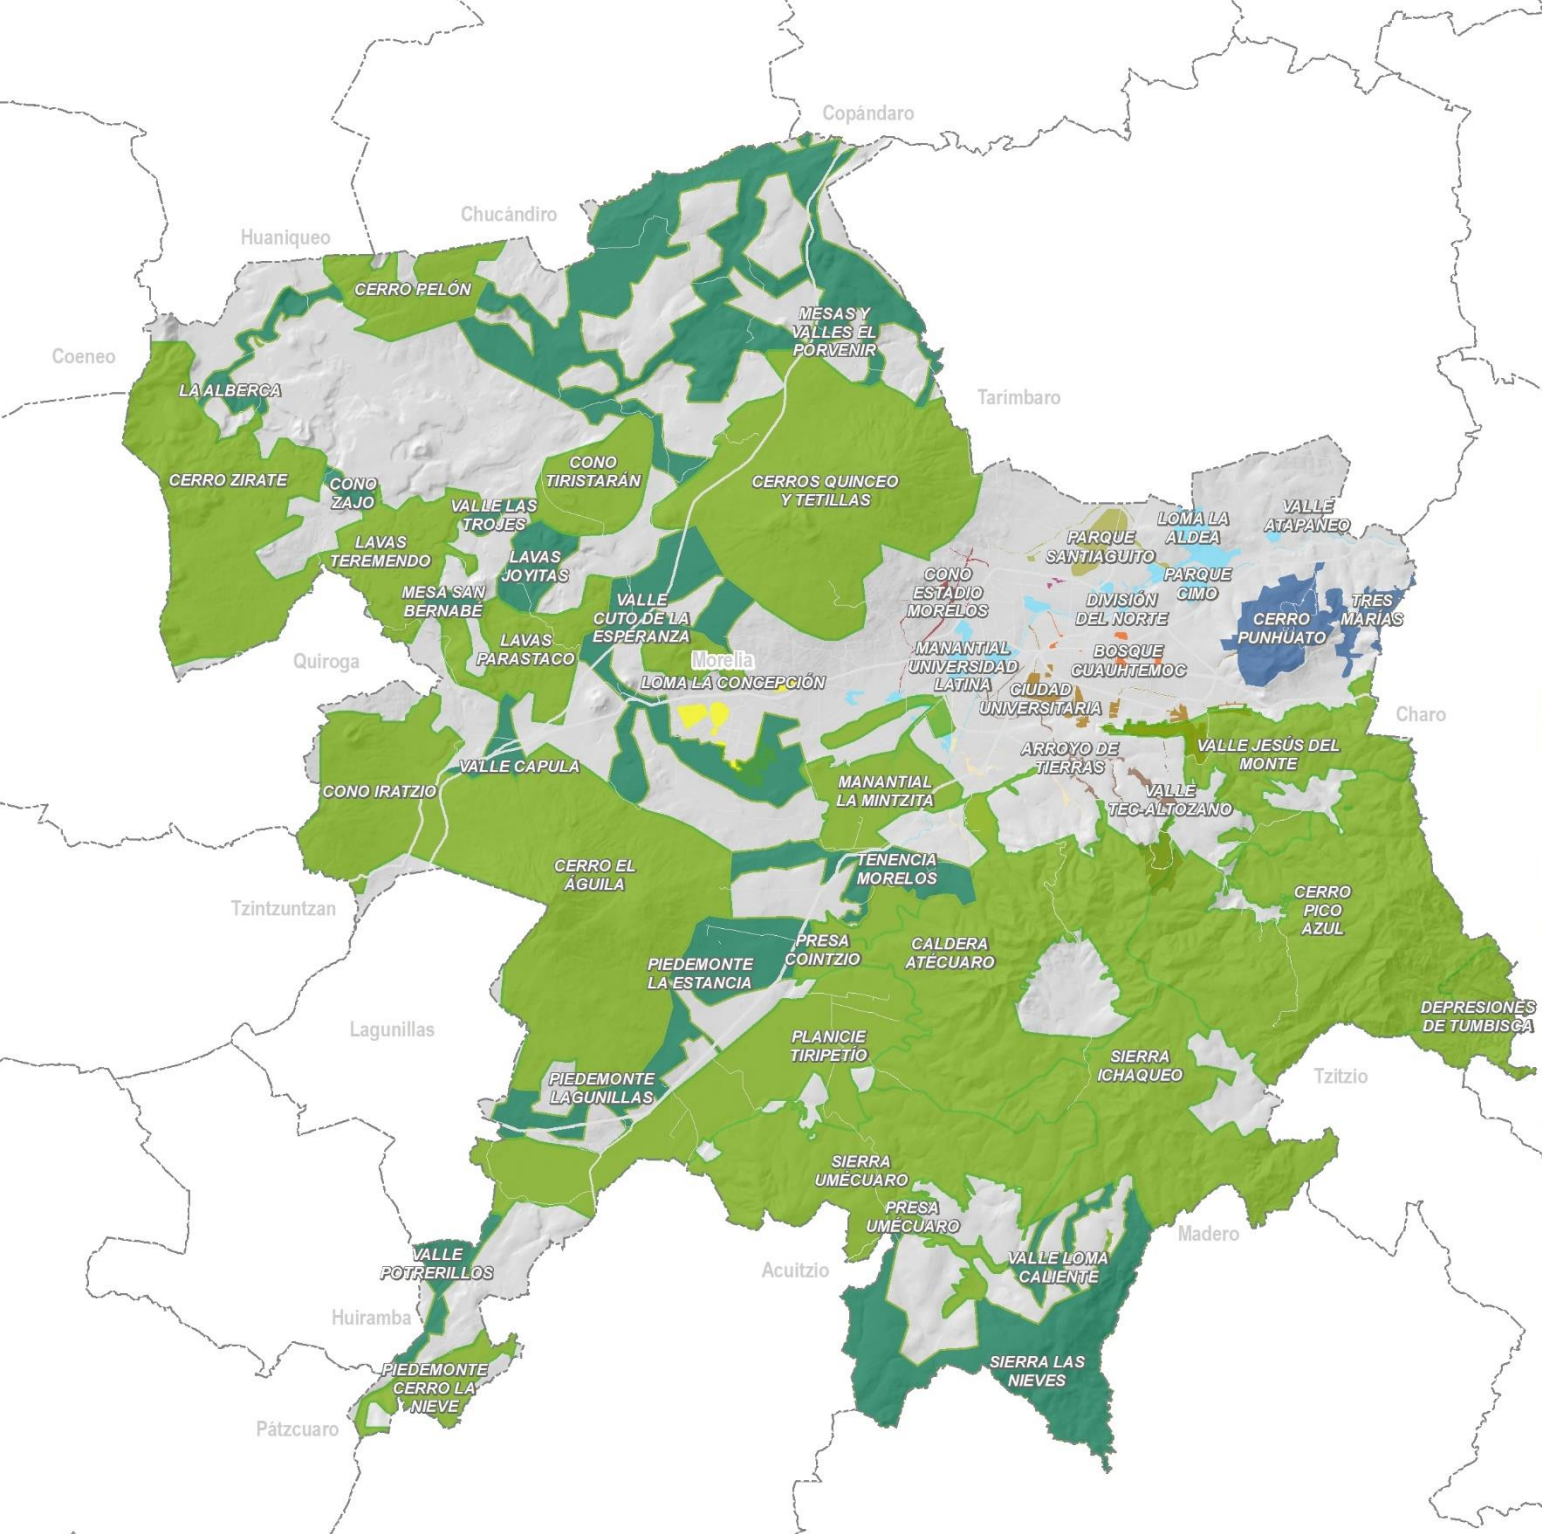 Copándaro
Chucándiro
Huaniqueo
CERRO PELÓN
MESAS Y
VALLES EL
PORVENIR
Coeneo
LA ALBERCA
Tarímbaro
CERRO ZIRATE
CONO
ZAJO
CONO
TIRISTARÁN
CERROS QUINCEO
Y TETILLAS
VALLE LAS
TROJES
LAVAS
TEREMENDO
LAVAS
JOYITAS
MESA SAN
BERNABÉ
VALLE
CUTO DE LA
ESPERANZA
LAVAS
PARASTACO
Quiroga
Morelia
LOMA LA CONCEPCIÓN
PARQUE
SANTIAGUITO
LOMA LA
ALDEA
VALLE
ATAPANEO
CONO
ESTADIO
MORELOS
PARQUE
CIMO
DIVISIÓN
DEL NORTE
CERRO
PUNHUATO
TRES
MARÍAS
MANANTIAL
UNIVERSIDAD
LATINA
BOSQUE
CUAUHTEMOC
CIUDAD
UNIVERSITARIA
Charo
ARROYO DE
TIERRAS
VALLE JESÚS DEL
MONTE
VALLE CAPULA
CONO IRATZIO
MANANTIAL
LA MINTZITA
VALLE
TEC-ALTOZANO
CERRO EL
ÁGUILA
TENENCIA
MORELOS
Tzintzuntzan
CERRO
PICO
AZUL
PRESA
COINTZIO
CALDERA
ATÉCUARO
PIEDEMONTE
LA ESTANCIA
DEPRESIONES
DE TUMBISCA
Lagunillas
PLANICIE
TIRIPETÍO
SIERRA
ICHAQUEO
Tzitzio
PIEDEMONTE
LAGUNILLAS
SIERRA
UMÉCUARO
PRESA
UMÉCUARO
Madero
VALLE
POTRERILLOS
Acuitzio
VALLE LOMA
CALIENTE
Huiramba
SIERRA LAS
NIEVES
PIEDEMONTE
CERRO LA
NIEVE
Pátzcuaro